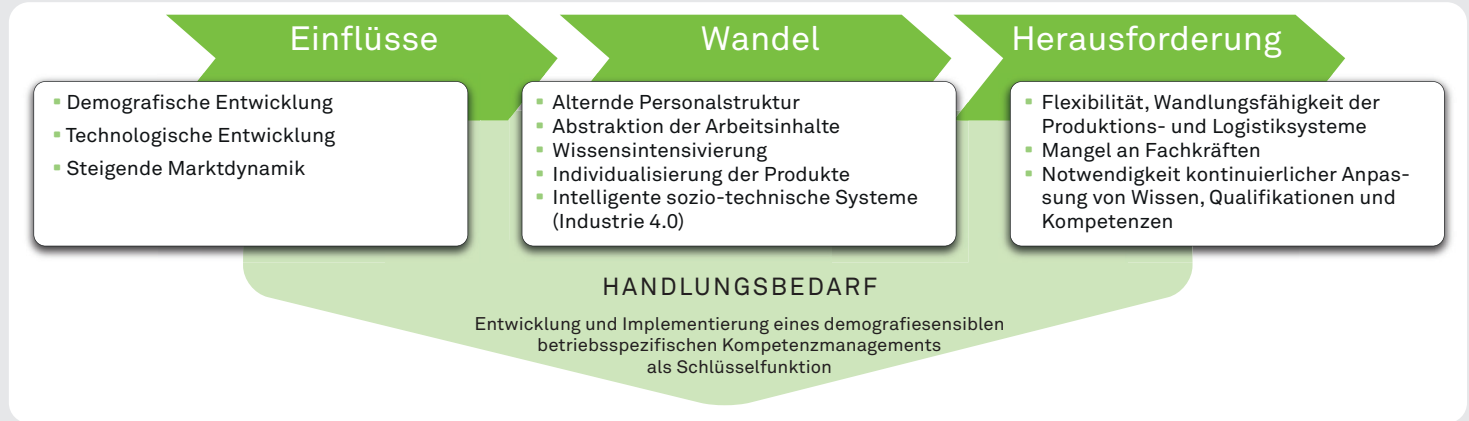 Einflüsse
▪ Demografische Entwicklung
▪ Technologische Entwicklung
▪ Steigende Marktdynamik
Wandel
▪ Alternde Personalstruktur
▪ Abstraktion der Arbeitsinhalte
▪ Wissensintensivierung
▪ Individualisierung der Produkte
▪ Intelligente sozio-technische Systeme
(Industrie 4.0)
Herausforderung
▪ Flexibilität, Wandlungsfähigkeit der
Produktions- und Logistiksysteme
▪ Mangel an Fachkräften
▪ Notwendigkeit kontinuierlicher Anpas-
sung von Wissen, Qualifikationen und
Kompetenzen
HANDLUNGSBEDARF
Entwicklung und Implementierung eines demografiesensiblen
betriebsspezifischen Kompetenzmanagements
als Schlüsselfunktion